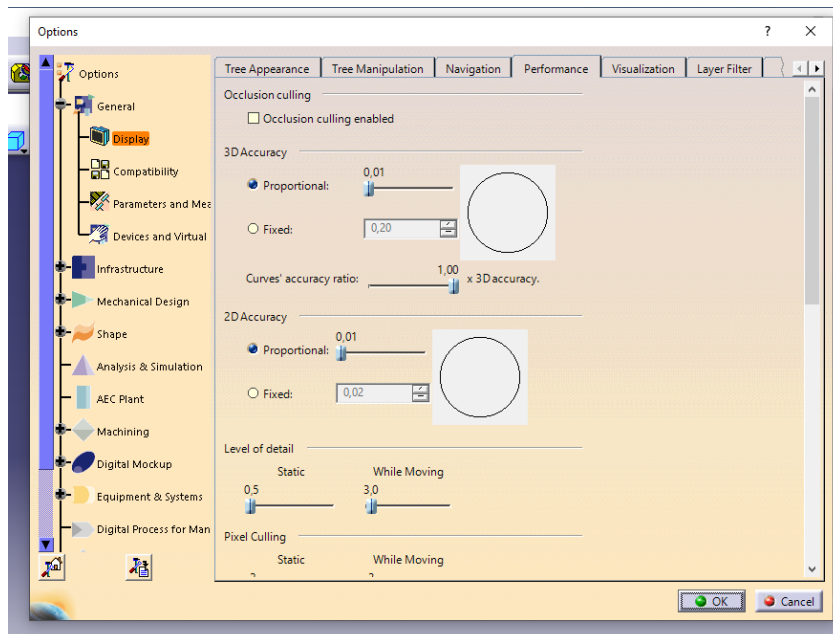 Options
?
Options
General
Display
Compatibility
Parameters and Mea
Devices and Virtual
Infrastructure
Mechanical Design
Shape
Analysis & Simulation
AEC Plant
Machining
Digital Mockup
Equipment & Systems
Digital Process for Man
Tree Appearance Tree Manipulation Navigation Performance Visualization Layer Filter
Occlusion culling
Occlusion culling enabled
3D Accuracy
0,01
Proportional:
Fixed: 0,20
1,00
Curves' accuracy ratio: x 3D accuracy.
2D Accuracy
0,01
Proportional:
Fixed: 0,02
Level of detail
Static While Moving
0,5 3,0
Pixel Culling
Static While Moving
OK Cancel